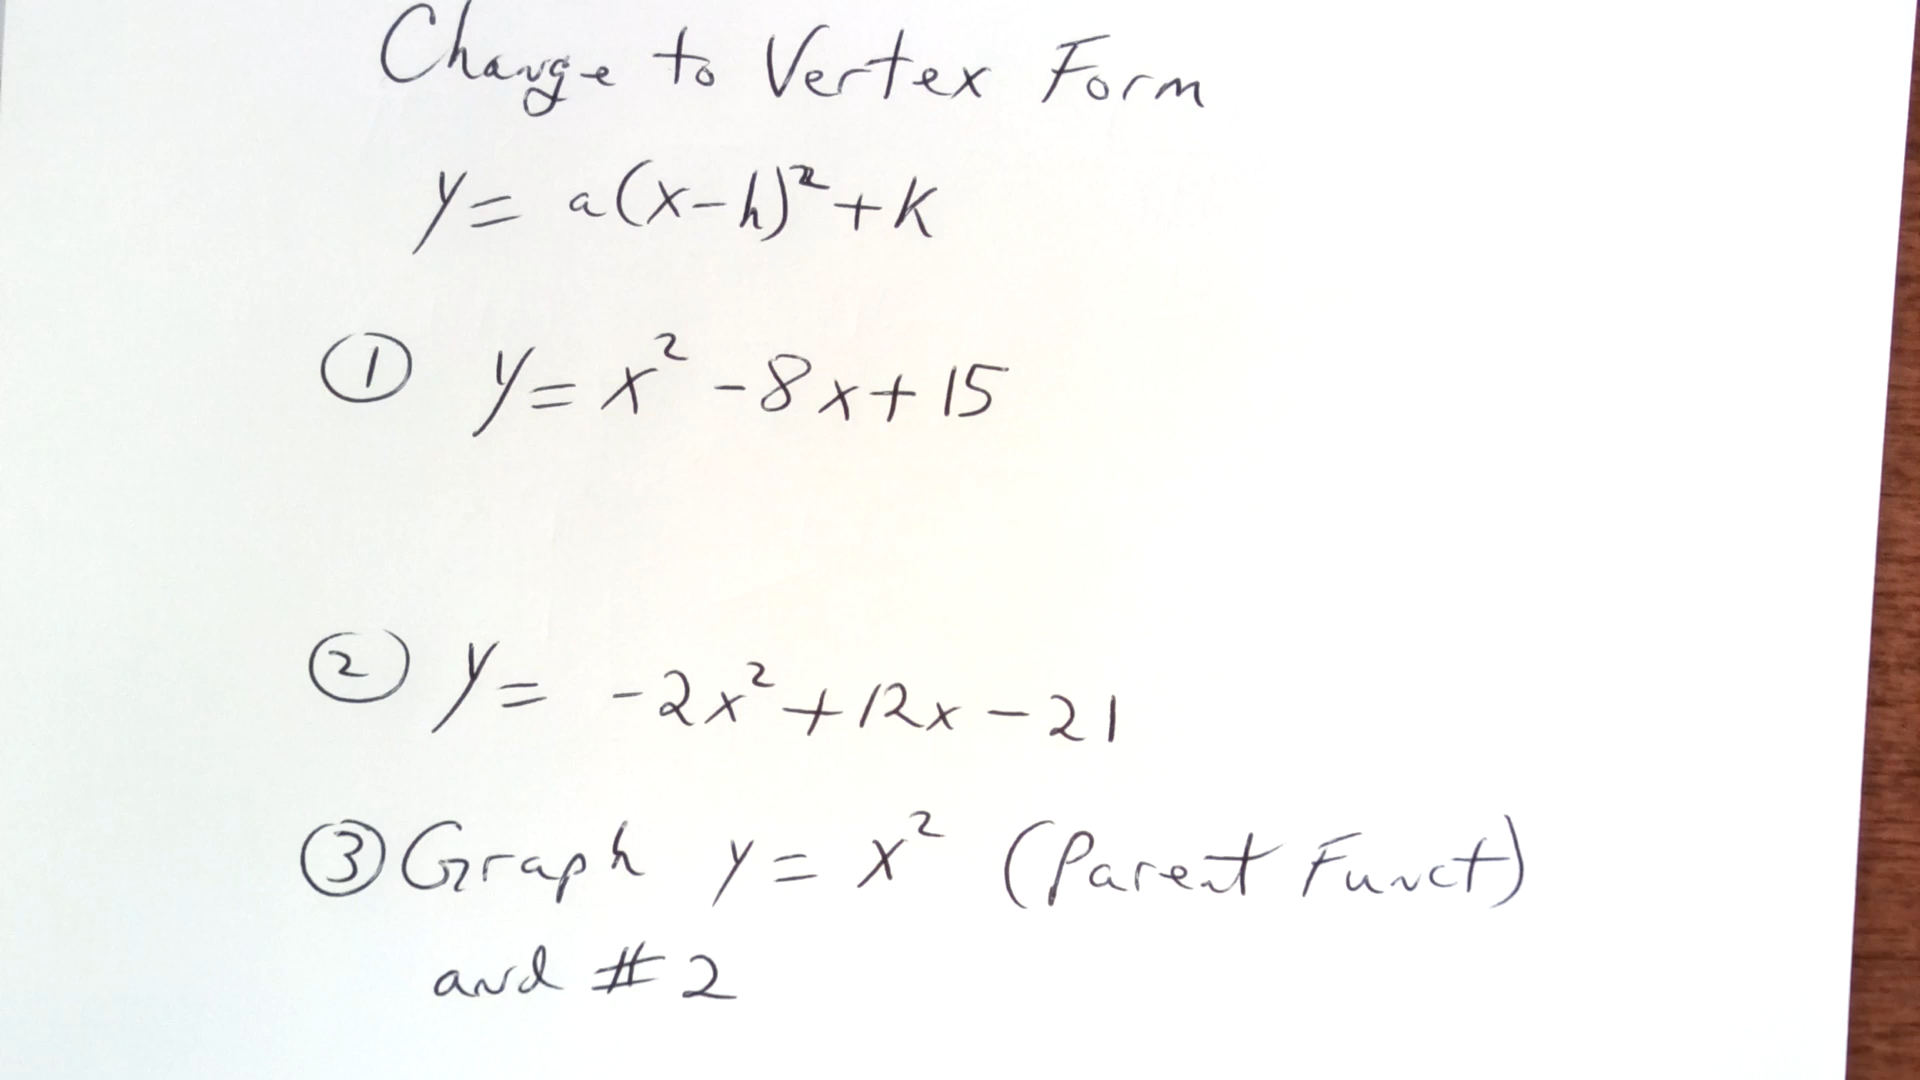 Change to Vertex Form
y = a(x-h)²+k
① y = x² - 8x + 15
② y = -2x² + 12x - 21
③ Graph y = x² (Parent Funct)
and # 2